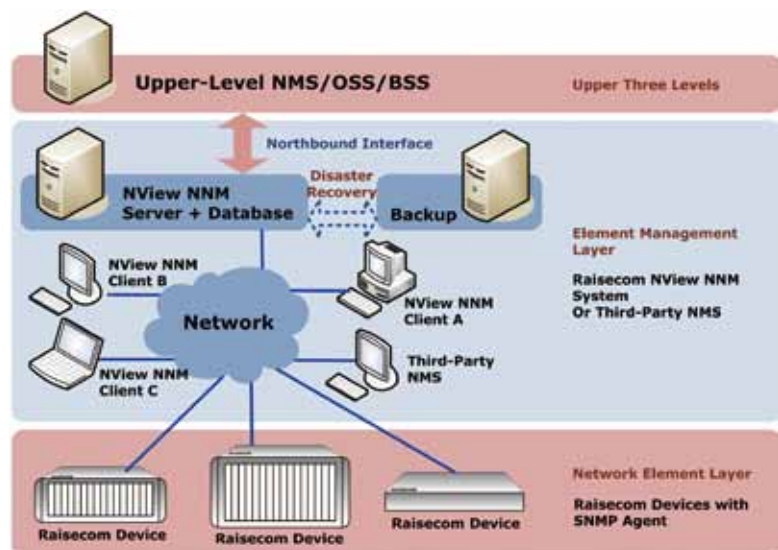 Upper-Level NMS/OSS/BSS
Upper Three Levels
Northbound Interface
Disaster
Recovery
NView NNM
Server + Database
Backup
Element Management
Layer
Raisecom NView NNM
System
Or Third-Party NMS
NView NNM
Client B
NView NNM
Client A
Network
NView NNM
Client C
Third-Party
NMS
Network Element Layer
Raisecom Devices with
SNMP Agent
Raisecom Device
Raisecom Device
Raisecom Device